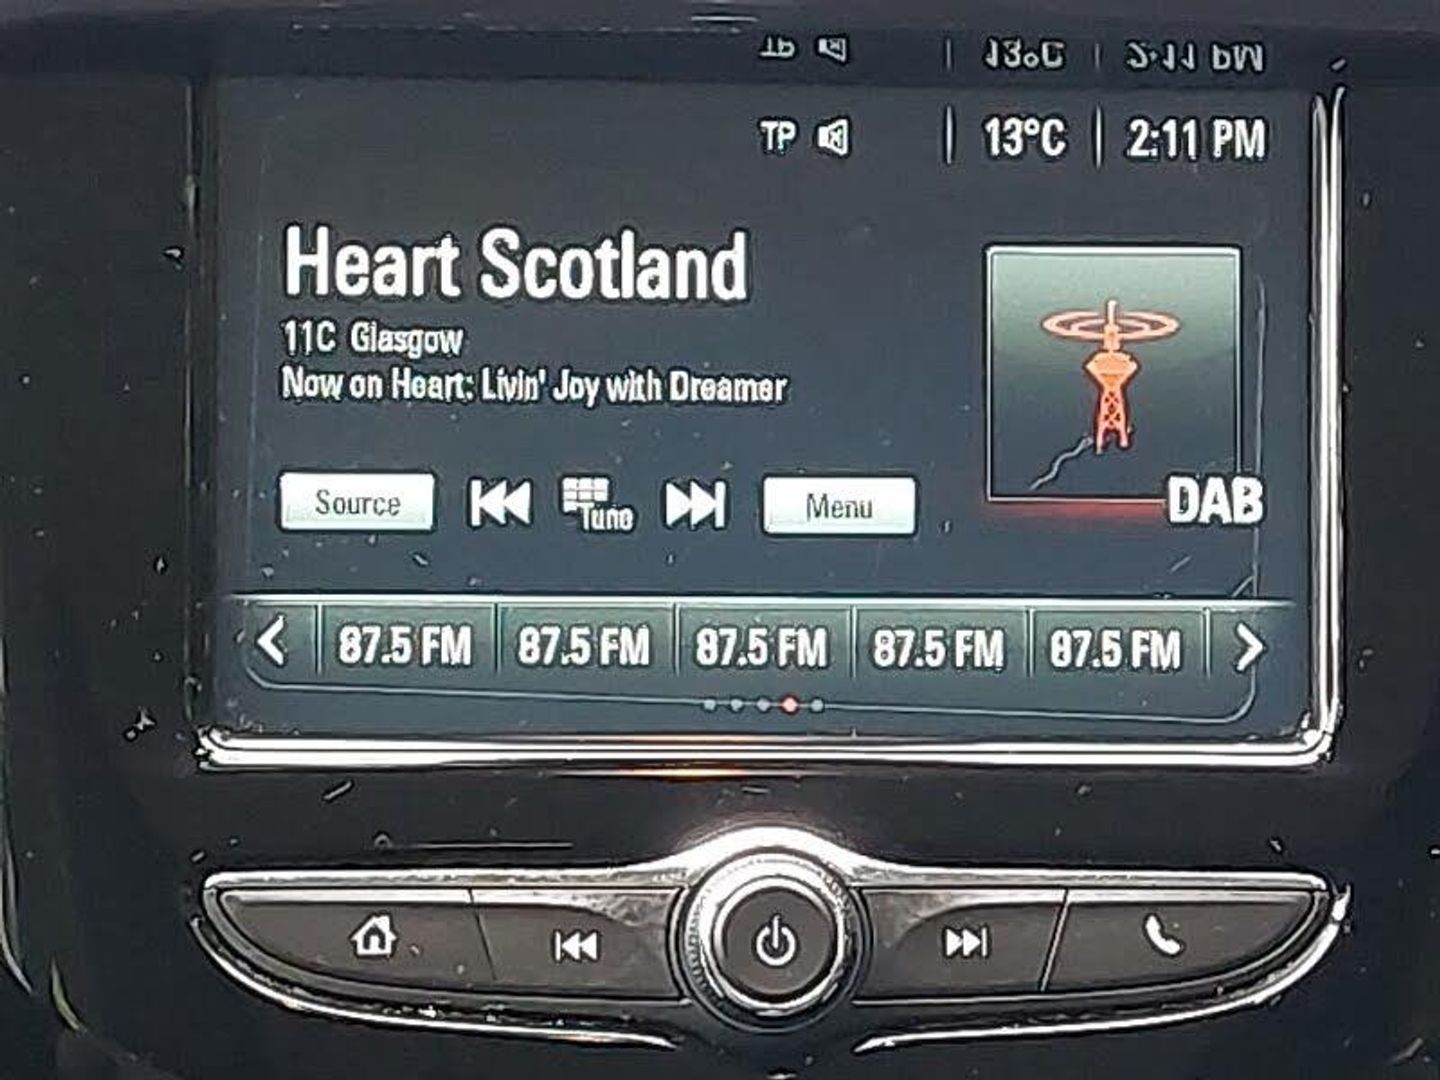 TP 13°C 2:11 PM
Heart Scotland
11C Glasgow
Now on Heart: Livin' Joy with Dreamer
Source Tune Menu
DAB
87.5 FM 87.5 FM 87.5 FM 87.5 FM 87.5 FM